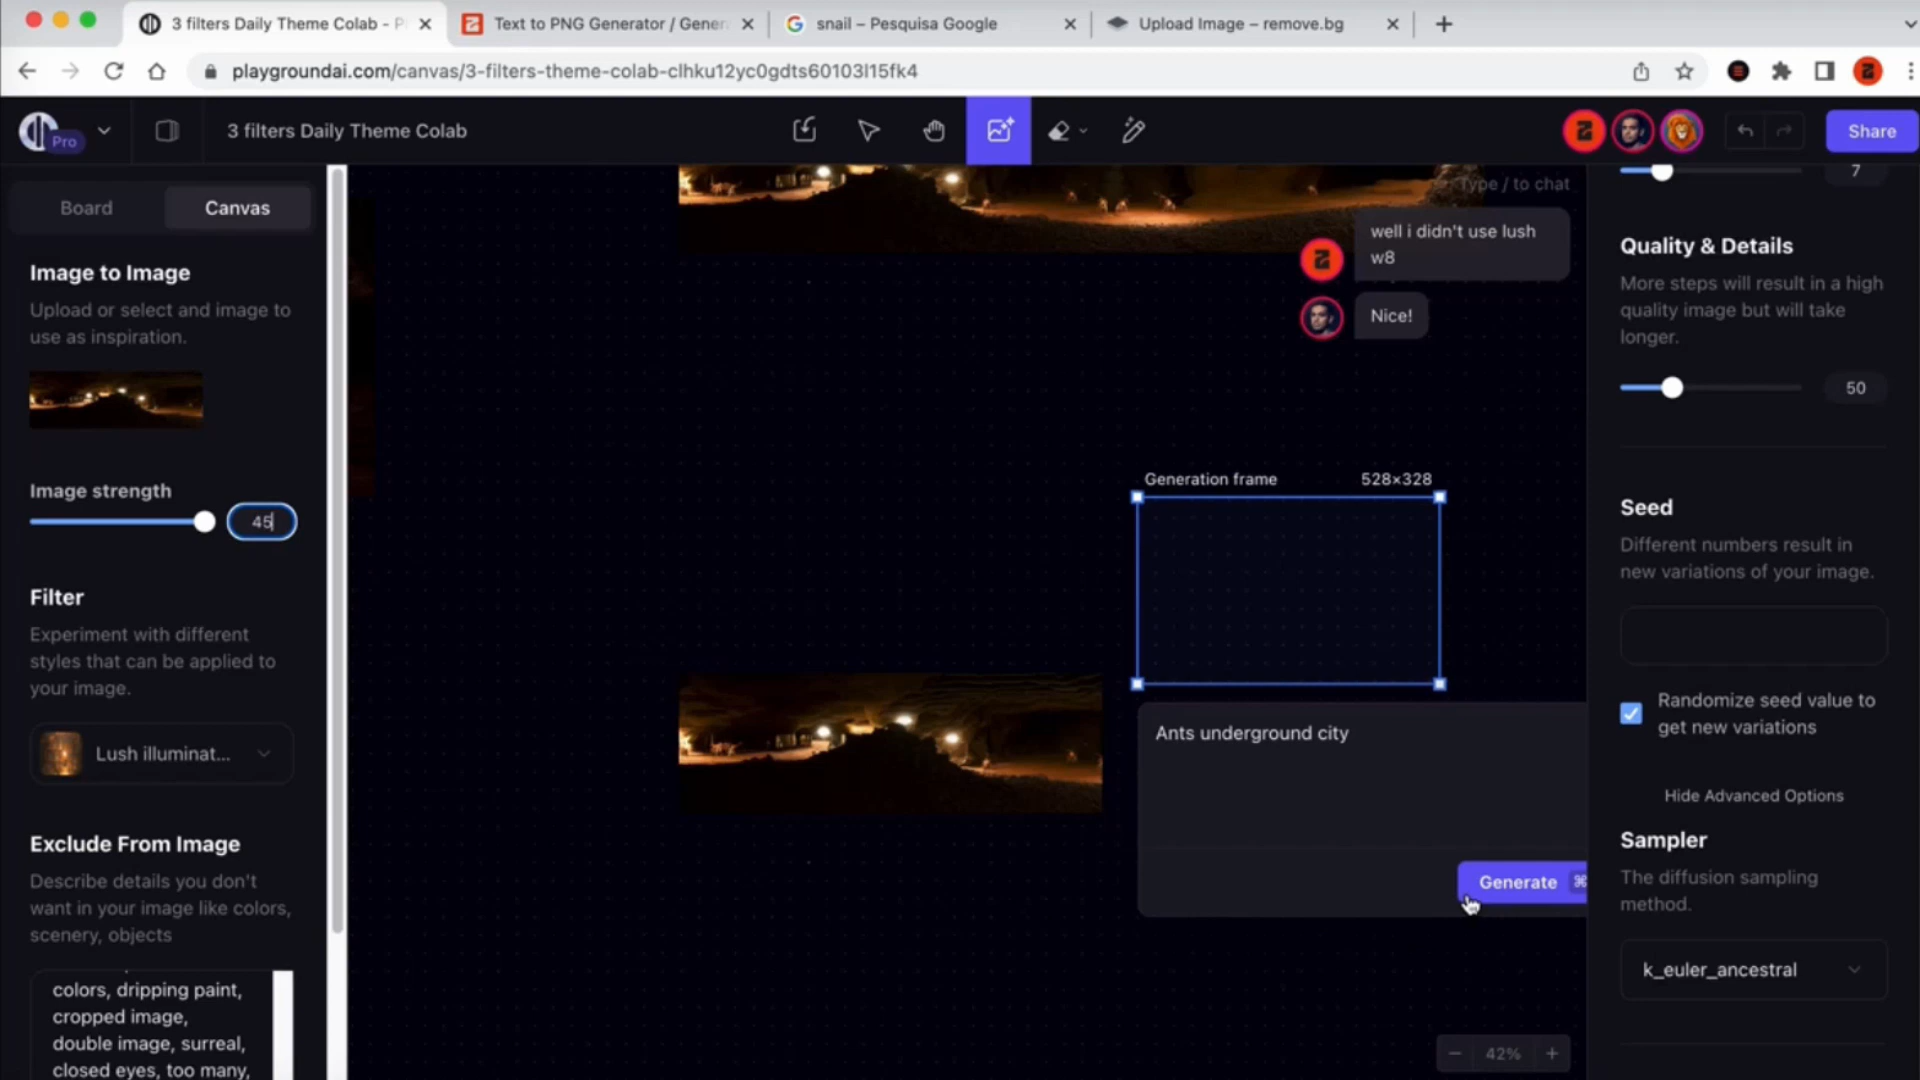 3 filters Daily Theme Colab - P
Text to PNG Generator / Gener
snail – Pesquisa Google
Upload Image – remove.bg
playgroundai.com/canvas/3-filters-theme-colab-clhku12yc0gdts60103l15fk4
Pro
3 filters Daily Theme Colab
Share
Board
Canvas
Image to Image
Upload or select and image to
use as inspiration.
Image strength
45
Filter
Experiment with different
styles that can be applied to
your image.
Lush illuminat...
Exclude From Image
Describe details you don't
want in your image like colors,
scenery, objects
colors, dripping paint,
cropped image,
double image, surreal,
closed eyes, too many,
Type / to chat
well i didn't use lush
w8
Nice!
Generation frame
528×328
Ants underground city
Generate ⌘
42%
7
Quality & Details
More steps will result in a high
quality image but will take
longer.
50
Seed
Different numbers result in
new variations of your image.
Randomize seed value to
get new variations
Hide Advanced Options
Sampler
The diffusion sampling
method.
k_euler_ancestral